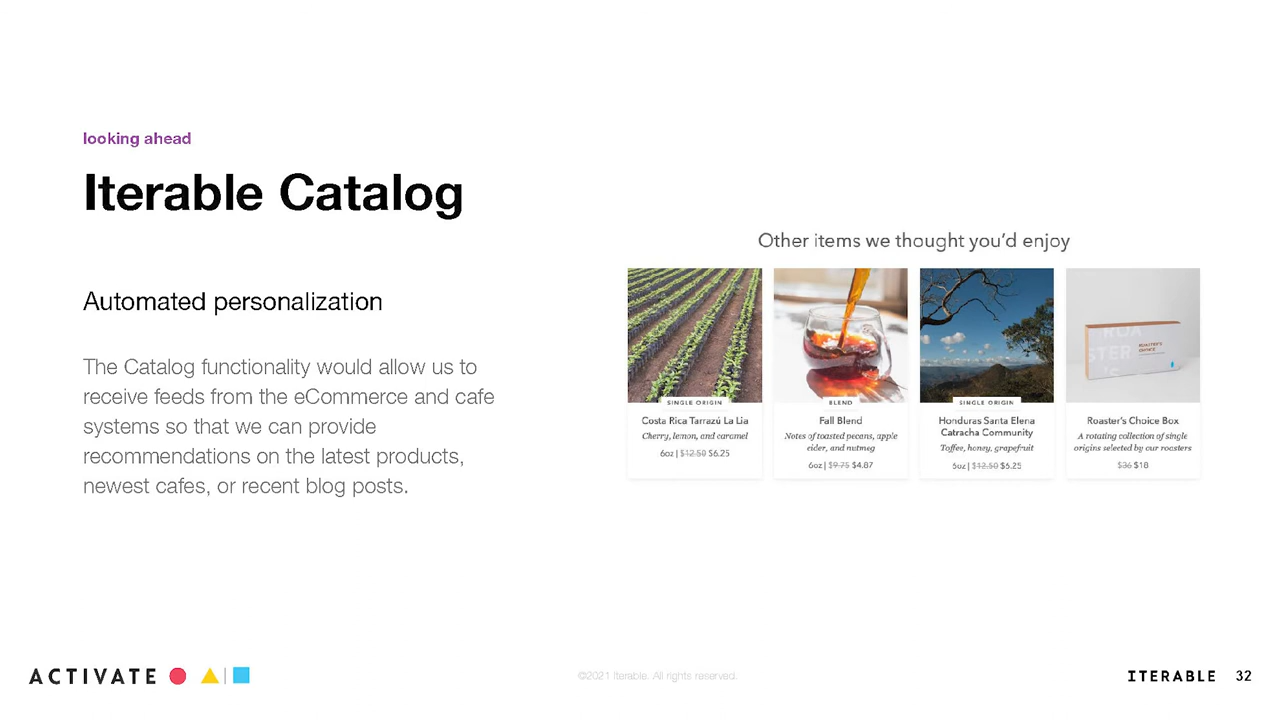 looking ahead
Iterable Catalog
Automated personalization
The Catalog functionality would allow us to
receive feeds from the eCommerce and cafe
systems so that we can provide
recommendations on the latest products,
newest cafes, or recent blog posts.
Other items we thought you'd enjoy
SINGLE ORIGIN
Costa Rica Tarrazú La Lia
Cherry, lemon, and caramel
6oz | $12.50 $6.25
BLEND
Fall Blend
Notes of toasted pecans, apple
cider, and nutmeg
6oz | $9.75 $4.87
SINGLE ORIGIN
Honduras Santa Elena
Catracha Community
Toffee, honey, grapefruit
5oz | $12.50 $6.25
ROA
STER
'S
ROASTER'S
CHOICE
Roaster's Choice Box
A rotating collection of single
origins selected by our roasters
$36 $18
ACTIVATE
©2021 Iterable. All rights reserved.
ITERABLE 32